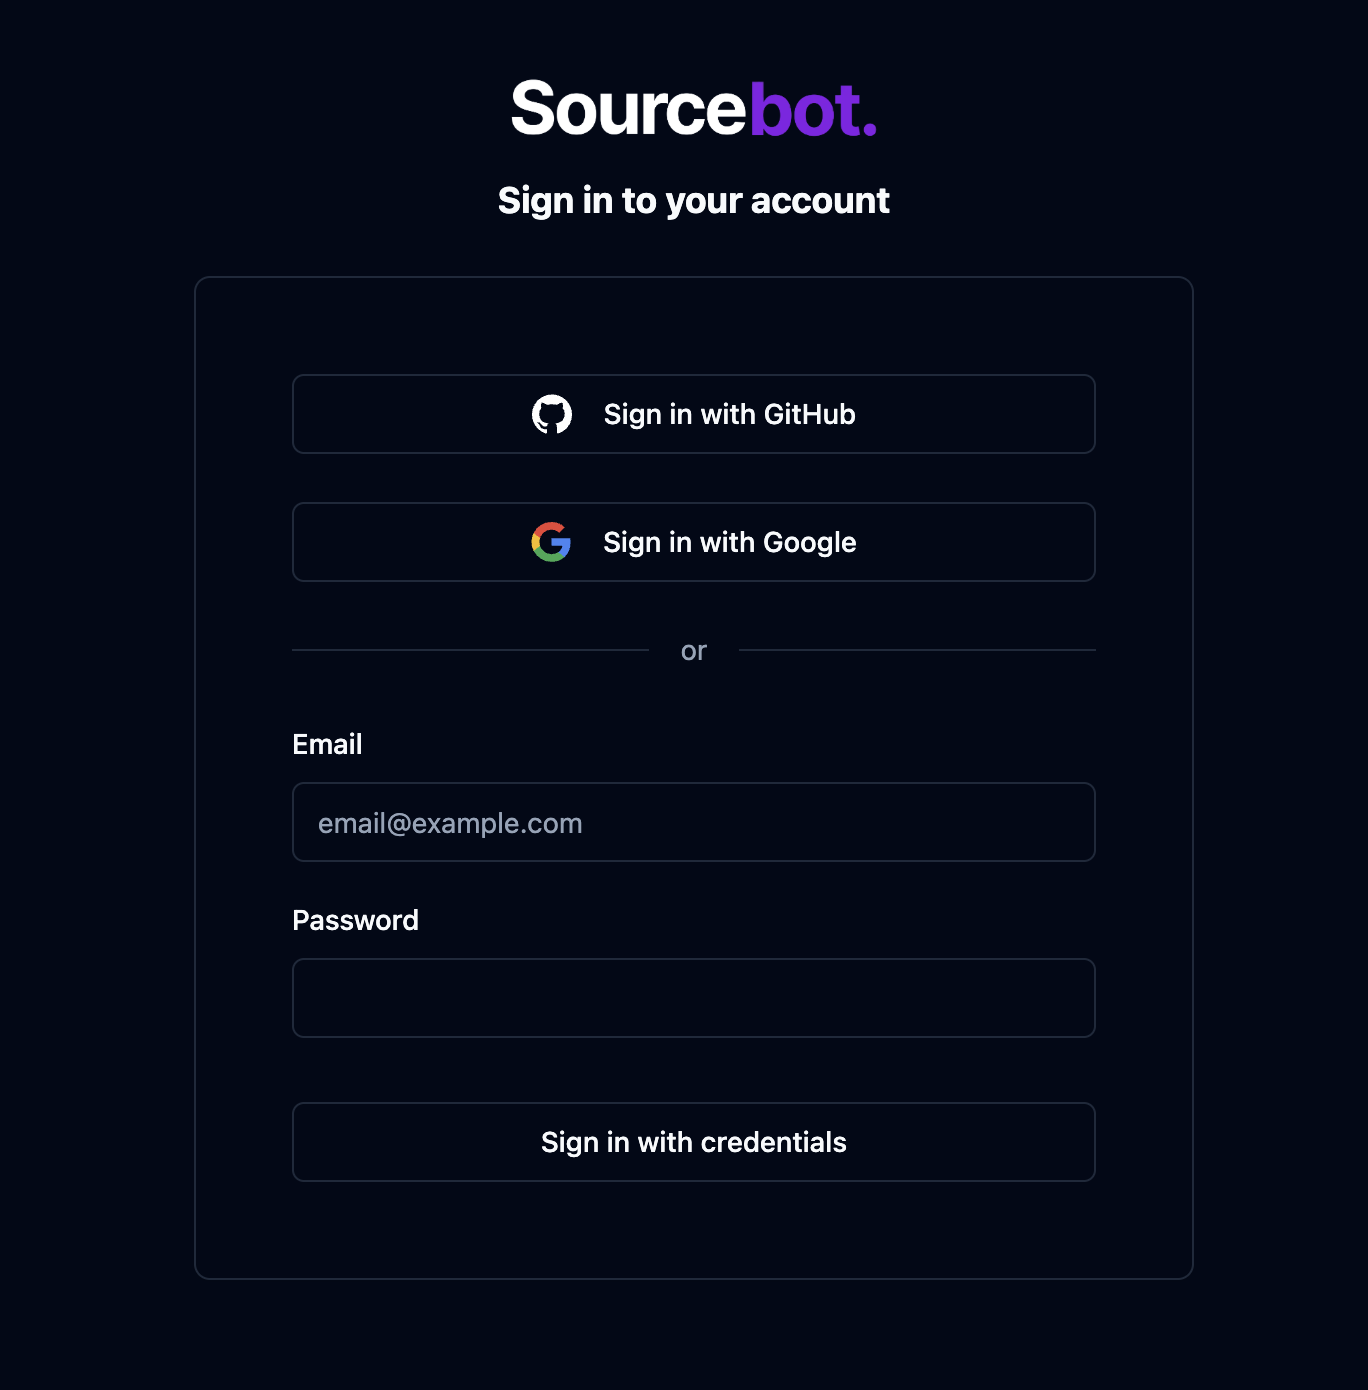 Sourcebot.
Sign in to your account
Sign in with GitHub
Sign in with Google
or
Email
email@example.com
Password
Sign in with credentials